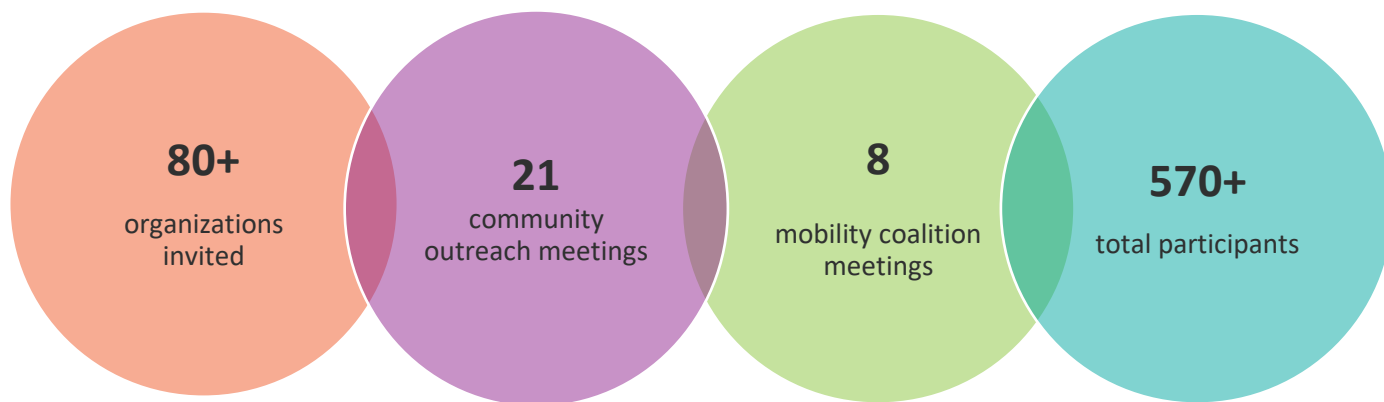 80+
organizations
invited
21
community
outreach meetings
8
mobility coalition
meetings
570+
total participants